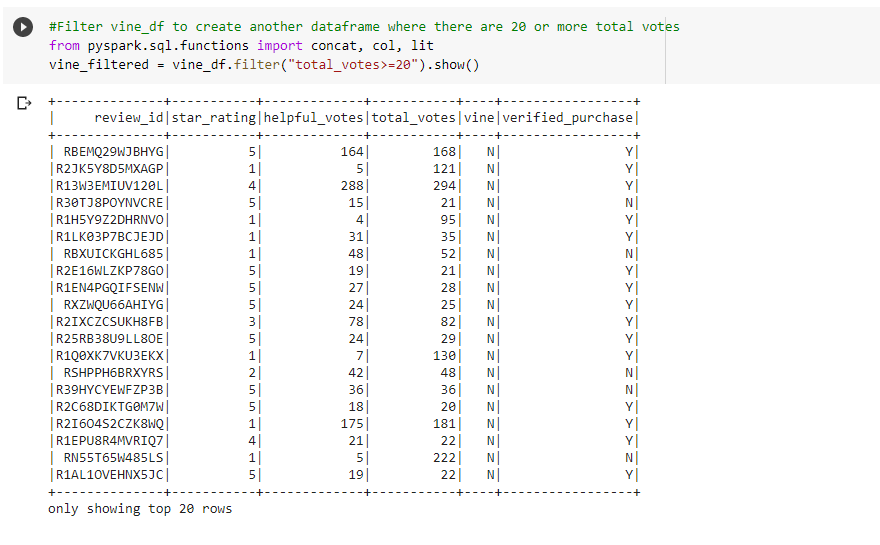 #Filter vine_df to create another dataframe where there are 20 or more total votes
from pyspark.sql.functions import concat, col, lit
vine_filtered = vine_df.filter("total_votes>=20").show()
+--------------+-----------+-------------+-----------+----+-----------------+
|     review_id|star_rating|helpful_votes|total_votes|vine|verified_purchase|
+--------------+-----------+-------------+-----------+----+-----------------+
| RBEMQ29WJBHYG|          5|          164|        168|   N|                Y|
|R2JK5Y8D5MXAGP|          1|            5|        121|   N|                Y|
|R13W3EMIUV120L|          4|          288|        294|   N|                Y|
|R30TJ8POYNVCRE|          5|           15|         21|   N|                N|
|R1H5Y9Z2DHRNVO|          1|            4|         95|   N|                Y|
|R1LK03P7BCJEJD|          1|           31|         35|   N|                Y|
| RBXUICKGHL685|          1|           48|         52|   N|                N|
|R2E16WLZKP78GO|          5|           19|         21|   N|                Y|
|R1EN4PGQIFSENW|          5|           27|         28|   N|                Y|
| RXZWQU66AHIYG|          5|           24|         25|   N|                Y|
|R2IXCZCSUKH8FB|          3|           78|         82|   N|                Y|
|R25RB38U9LL8OE|          5|           24|         29|   N|                Y|
|R1Q0XK7VKU3EKX|          1|            7|        130|   N|                Y|
| RSHPPH6BRXYRS|          2|           42|         48|   N|                N|
|R39HYCYEWFZP3B|          5|           36|         36|   N|                N|
|R2C68DIKTG0M7W|          5|           18|         20|   N|                Y|
|R2I6O4S2CZK8WQ|          1|          175|        181|   N|                Y|
|R1EPU8R4MVRIQ7|          4|           21|         22|   N|                Y|
| RN55T65W485LS|          1|            5|        222|   N|                N|
|R1AL1OVEHNX5JC|          5|           19|         22|   N|                Y|
+--------------+-----------+-------------+-----------+----+-----------------+
only showing top 20 rows